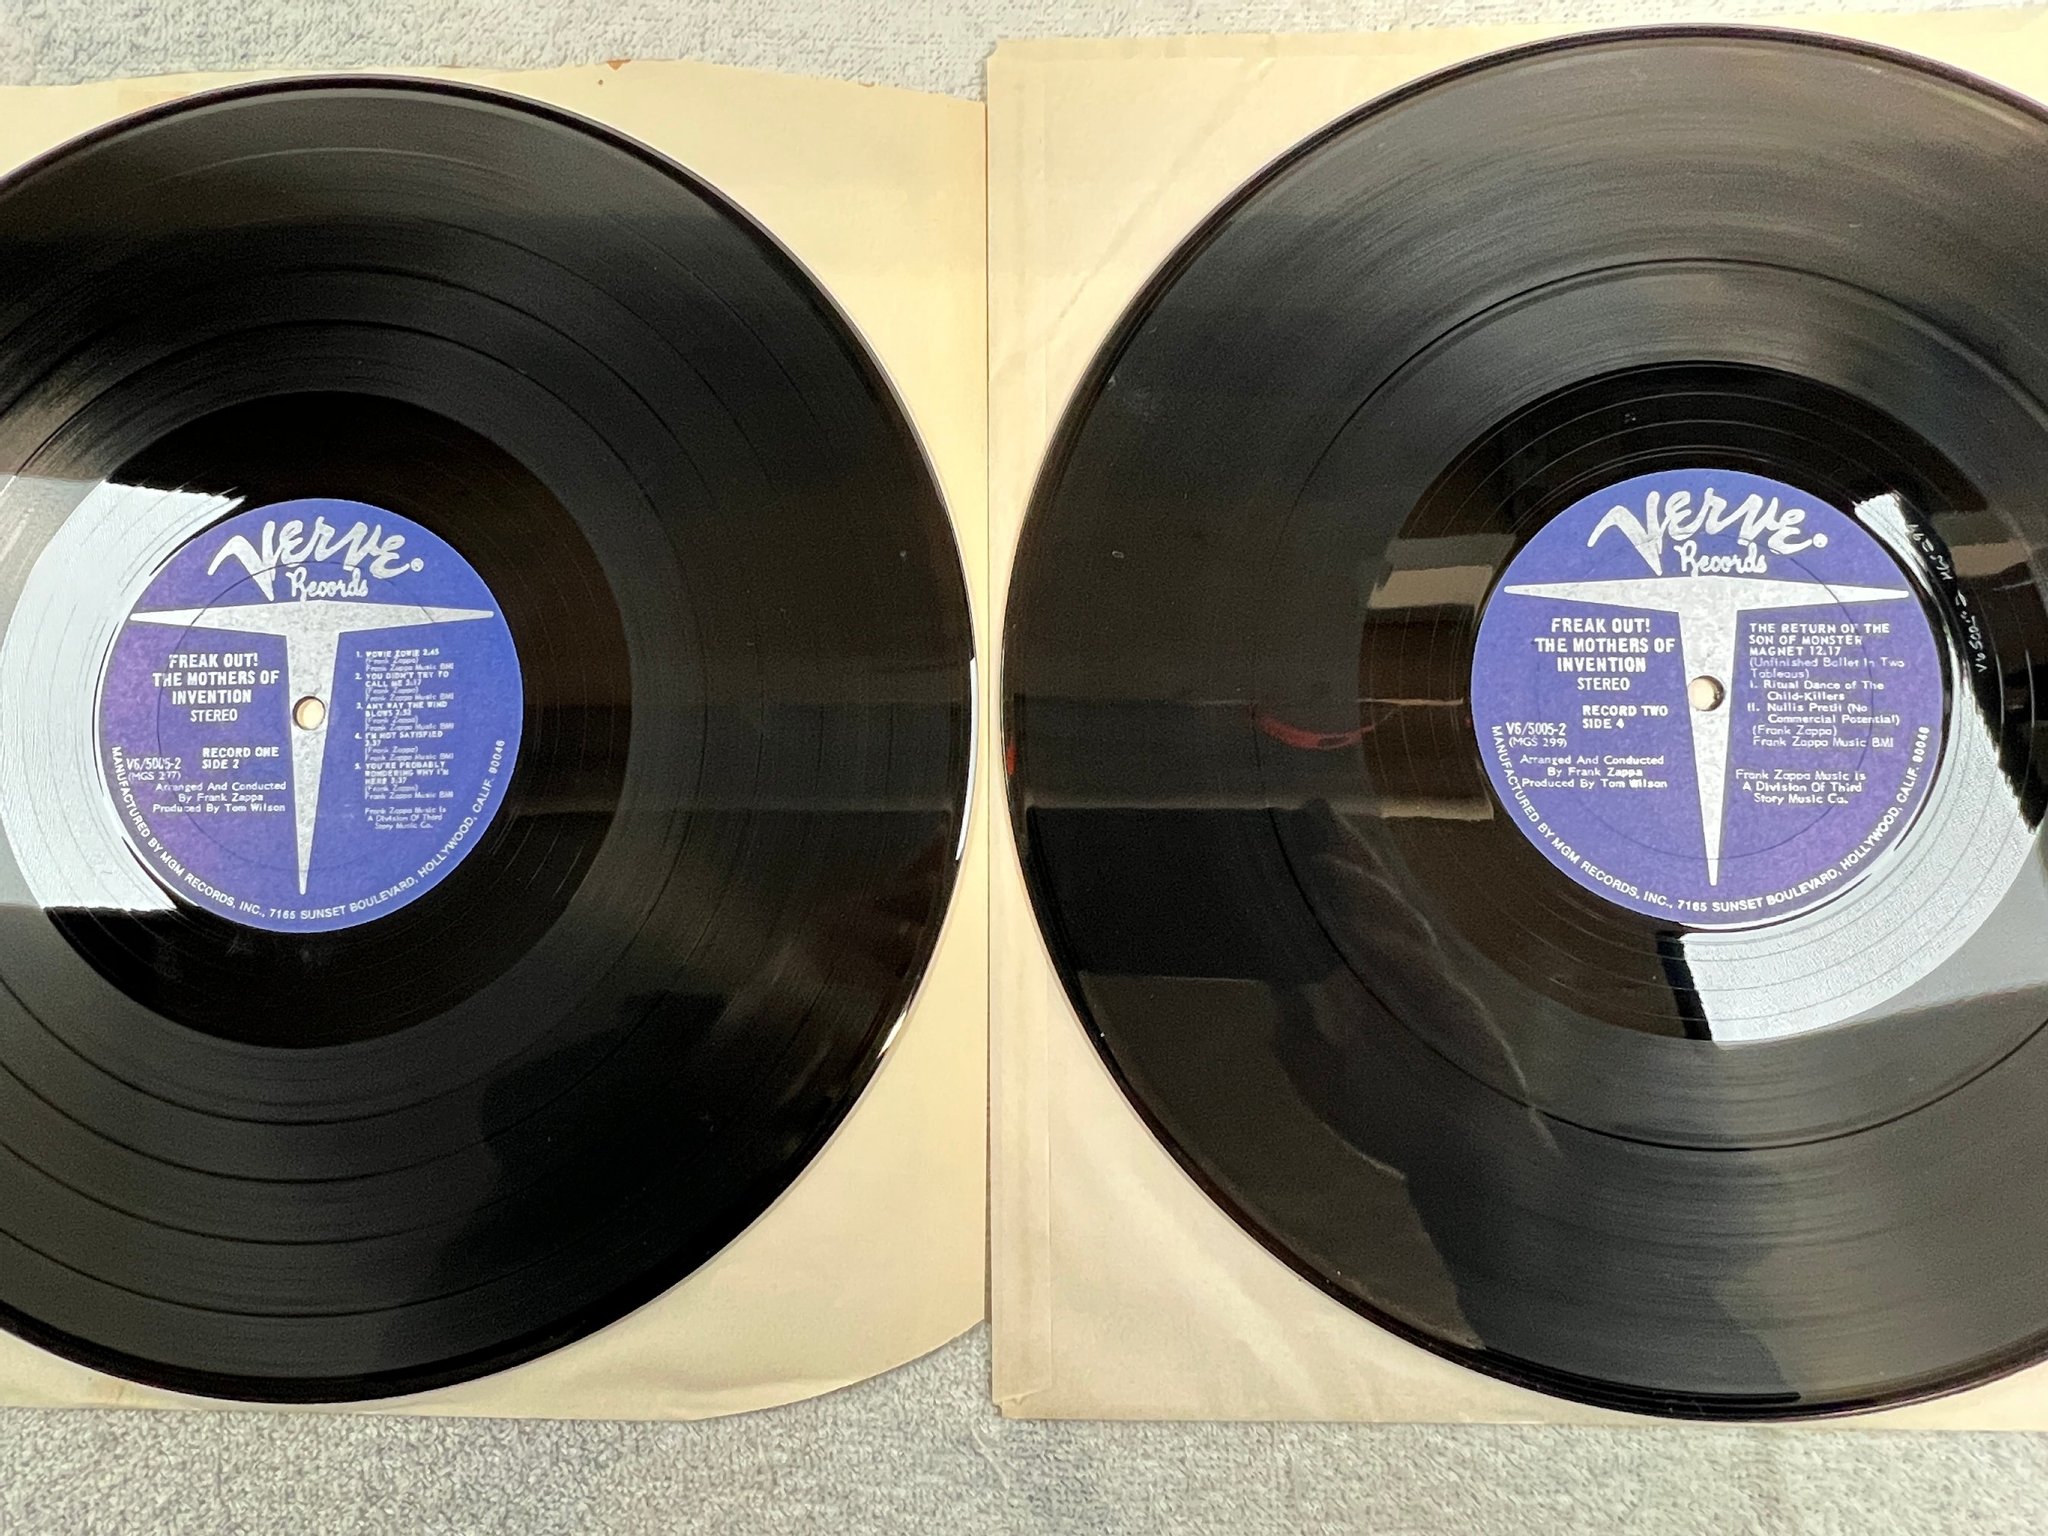 Verve
Records
FREAK OUT!
THE MOTHERS OF
INVENTION
STEREO
RECORD ONE
V6/5005-2 SIDE 2
(MGS 277)
Arranged And Conducted
By Frank Zappa
Produced By Tom Wilson
1. WOWIE ZOWIE 2:45
(Frank Zappa)
Frank Zappa Music BMI
2. YOU DIDN'T TRY TO
CALL ME 3:17
(Frank Zappa)
Frank Zappa Music BMI
3. ANY WAY THE WIND
BLOWS 2:52
(Frank Zappa)
Frank Zappa Music BMI
4. I'M NOT SATISFIED
2:37
(Frank Zappa)
Frank Zappa Music BMI
5. YOU'RE PROBABLY
WONDERING WHY I'M
HERE 3:37
(Frank Zappa)
Frank Zappa Music BMI
Frank Zappa Music Is
A Division Of Third
Story Music Co.
MANUFACTURED BY MGM RECORDS, INC., 7165 SUNSET BOULEVARD, HOLLYWOOD, CALIF. 90046
Verve
Records
FREAK OUT!
THE MOTHERS OF
INVENTION
STEREO
RECORD TWO
V6/5005-2 SIDE 4
(MGS 299)
Arranged And Conducted
By Frank Zappa
Produced By Tom Wilson
THE RETURN OF THE
SON OF MONSTER
MAGNET 12:17
(Unfinished Ballet In Two
Tableaus)
I. Ritual Dance of The
Child-Killers
II. Nullis Pretii (No
Commercial Potential)
(Frank Zappa)
Frank Zappa Music BMI
Frank Zappa Music Is
A Division Of Third
Story Music Co.
MANUFACTURED BY MGM RECORDS, INC., 7165 SUNSET BOULEVARD, HOLLYWOOD, CALIF. 90046